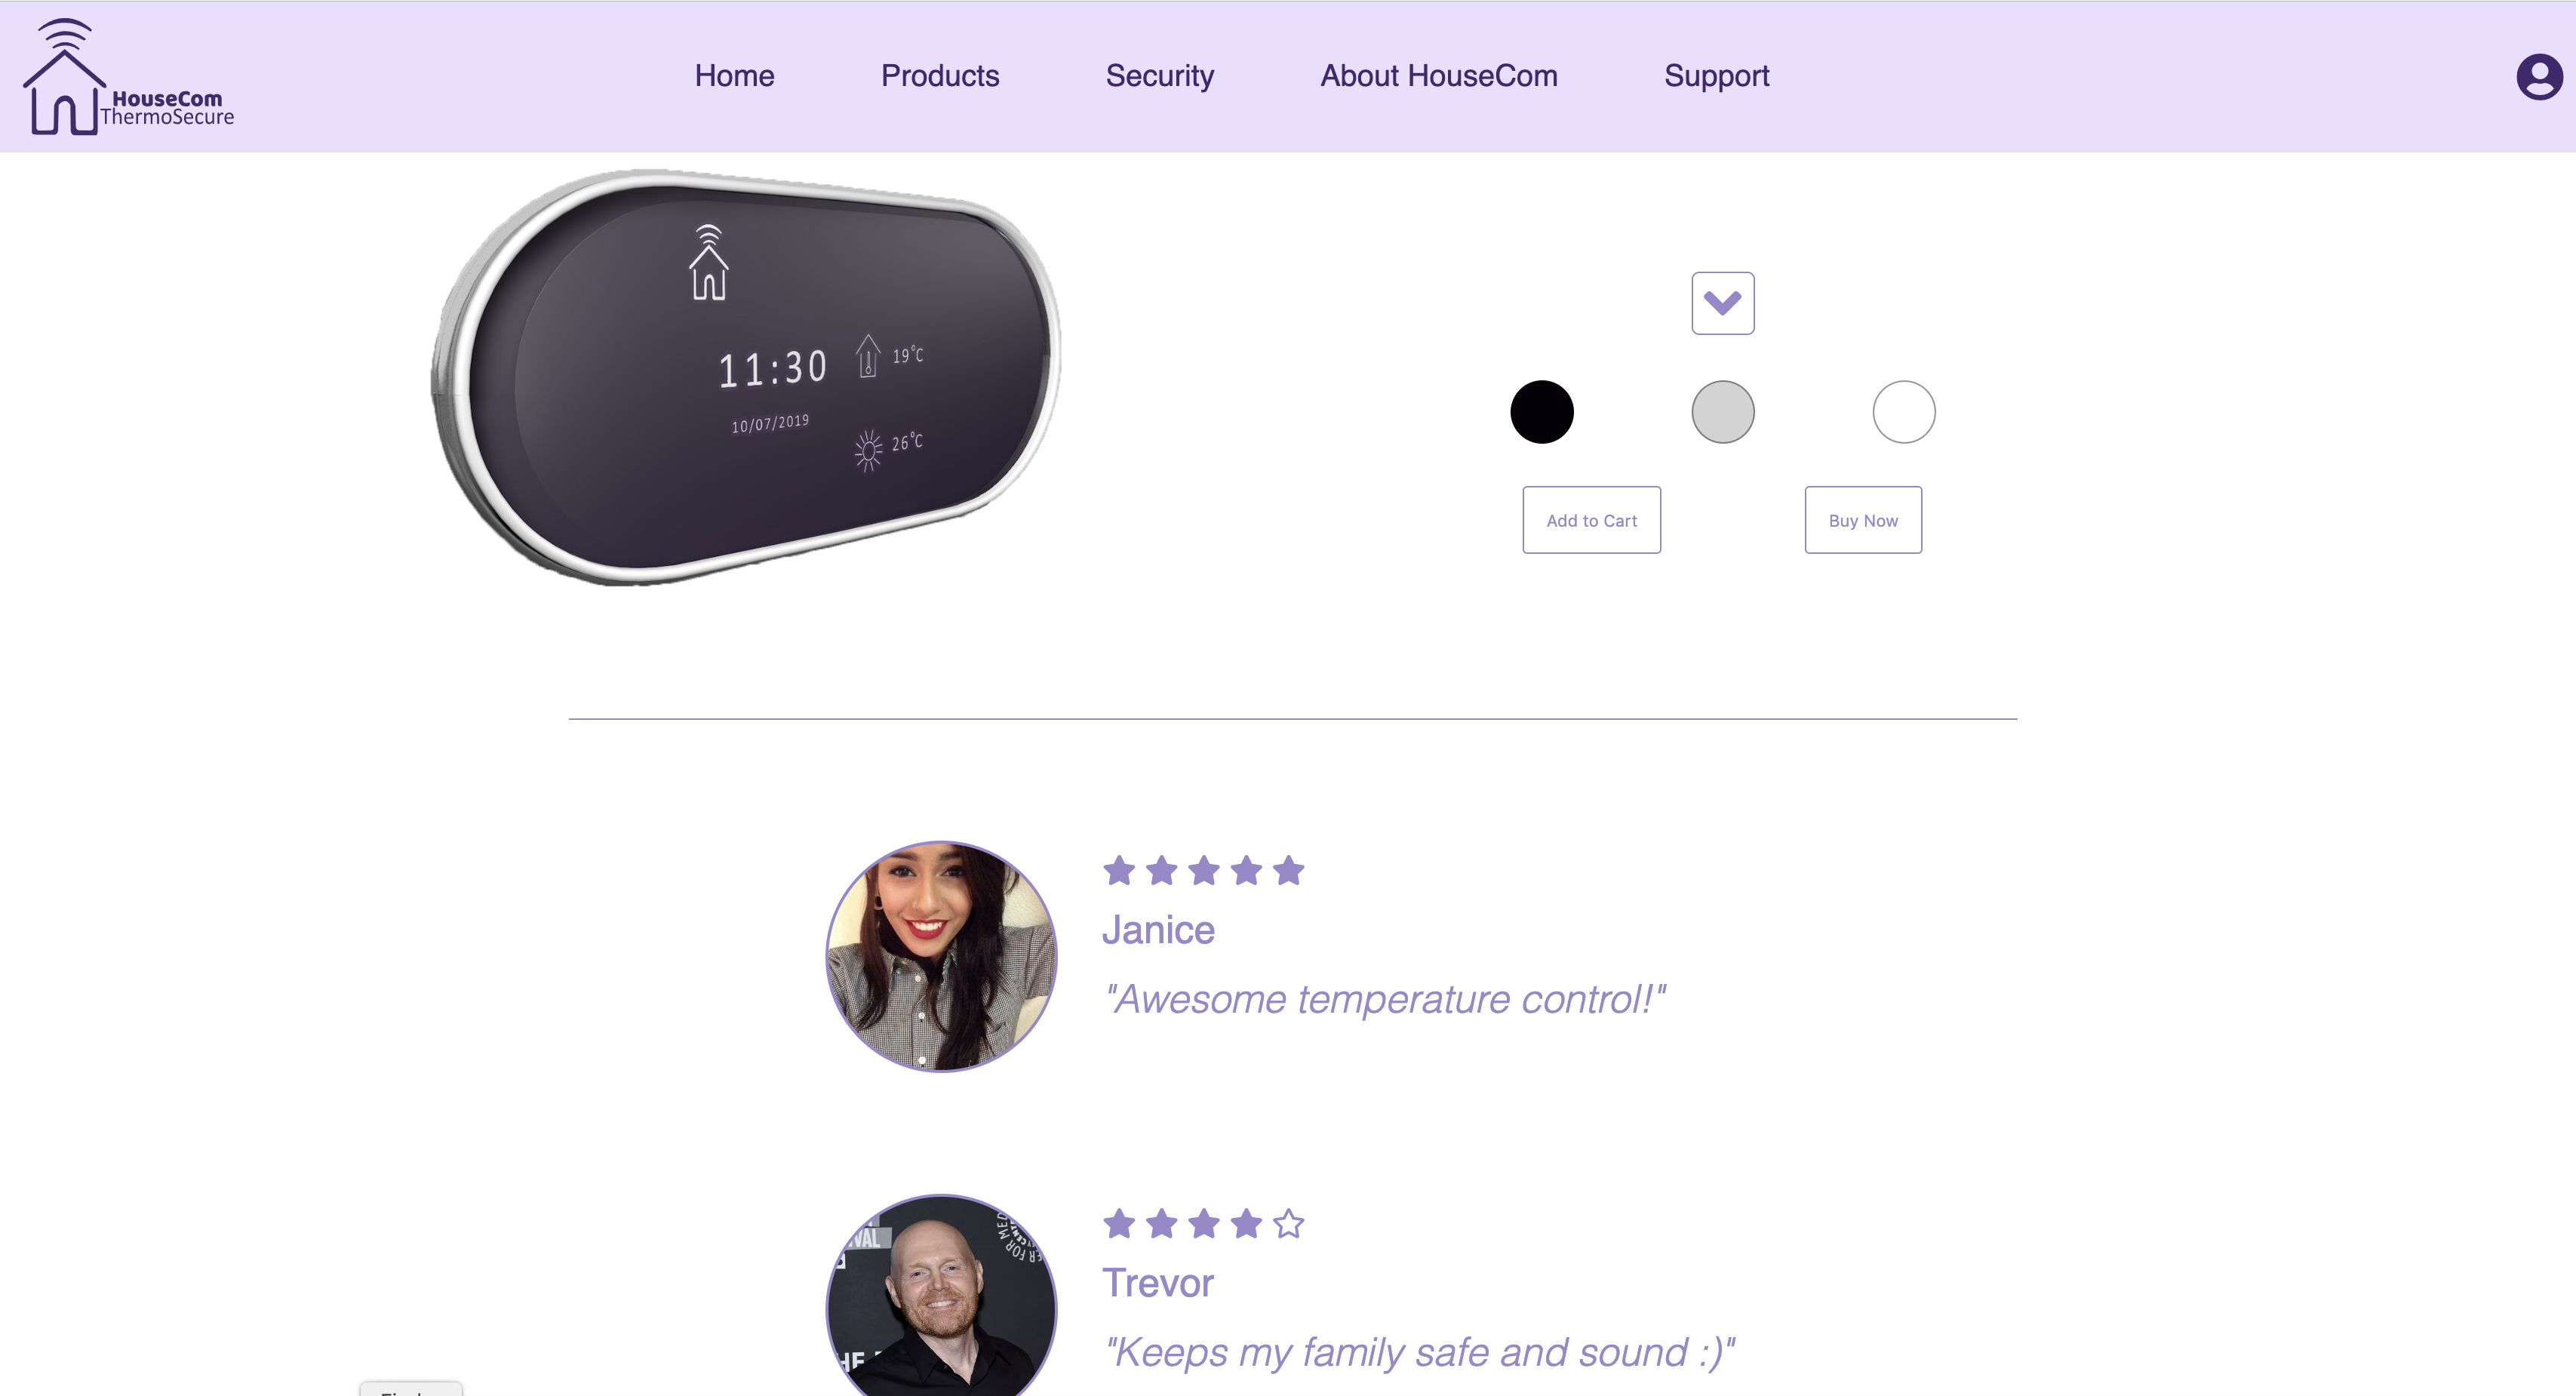 HouseCom
ThermoSecure
Home
Products
Security
About HouseCom
Support
11:30
19°C
10/07/2019
26°C
Add to Cart
Buy Now
Janice
"Awesome temperature control!"
Trevor
"Keeps my family safe and sound :)"